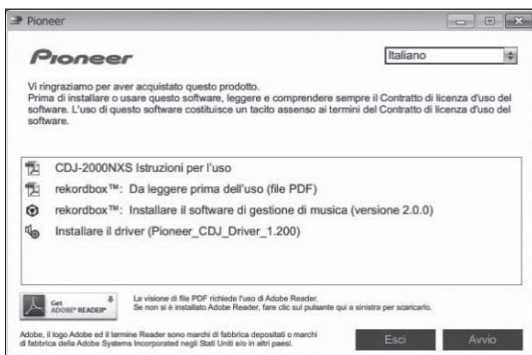 Pioneer
Pioneer
Italiano
Vi ringraziamo per aver acquistato questo prodotto.
Prima di installare o usare questo software, leggere e comprendere sempre il Contratto di licenza d'uso del
software. L'uso di questo software costituisce un tacito assenso ai termini del Contratto di licenza d'uso del
software.
CDJ-2000NXS Istruzioni per l'uso
rekordbox™: Da leggere prima dell'uso (file PDF)
rekordbox™: Installare il software di gestione di musica (versione 2.0.0)
Installare il driver (Pioneer_CDJ_Driver_1.200)
Get
ADOBE® READER®
La visione di file PDF richiede l'uso di Adobe Reader.
Se non si è installato Adobe Reader, fare clic sul pulsante qui a sinistra per scaricarlo.
Adobe, il logo Adobe ed il termine Reader sono marchi di fabbrica depositati o marchi
di fabbrica della Adobe Systems Incorporated negli Stati Uniti e/o in altri paesi.
Esci
Avvio